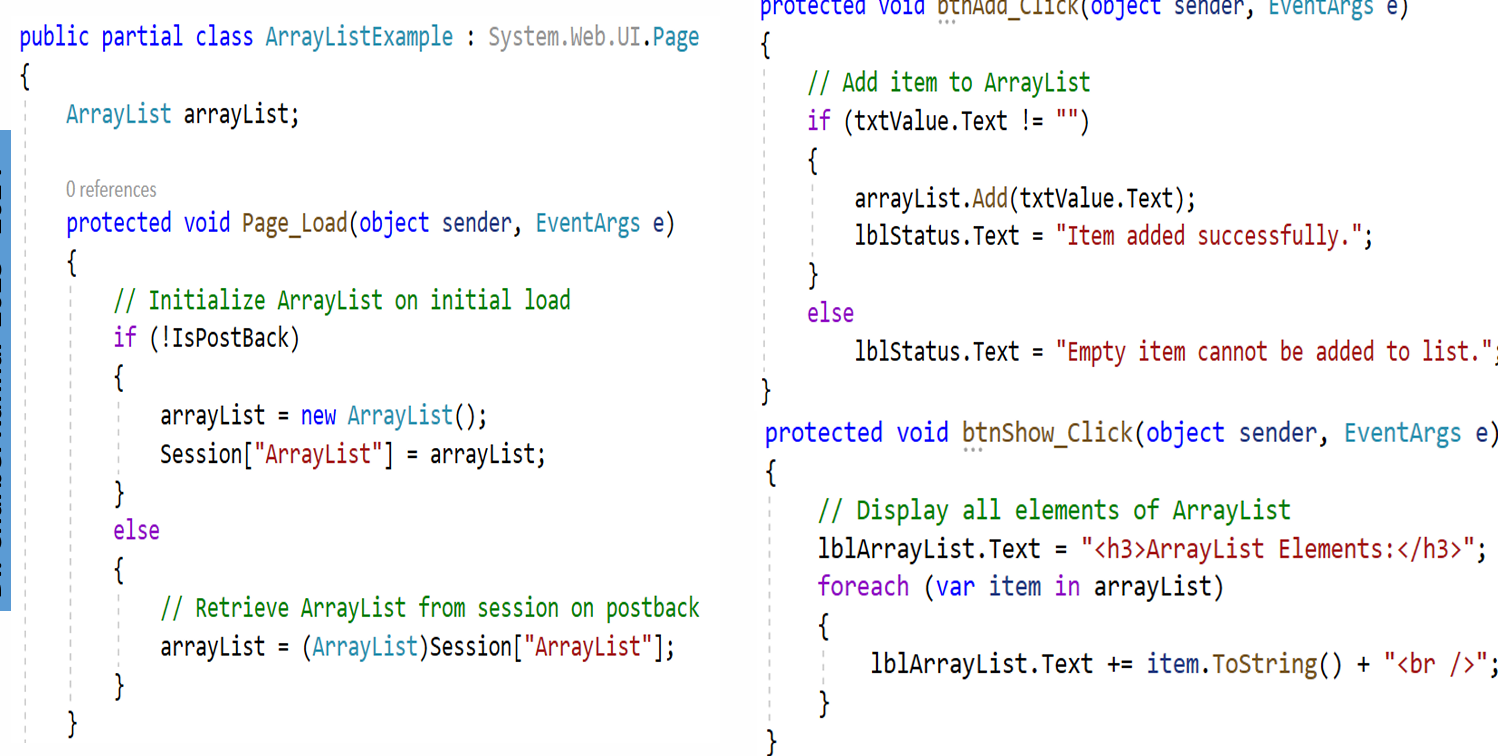 public partial class ArrayListExample : System.Web.UI.Page
{
ArrayList arrayList;
0 references
protected void Page_Load(object sender, EventArgs e)
{
// Initialize ArrayList on initial load
if (!IsPostBack)
{
arrayList = new ArrayList();
Session["ArrayList"] = arrayList;
}
else
{
// Retrieve ArrayList from session on postback
arrayList = (ArrayList)Session["ArrayList"];
}
}
protected void btnAdd_Click(object sender, EventArgs e)
{
// Add item to ArrayList
if (txtValue.Text != "")
{
arrayList.Add(txtValue.Text);
lblStatus.Text = "Item added successfully.";
}
else
lblStatus.Text = "Empty item cannot be added to list.";
}
protected void btnShow_Click(object sender, EventArgs e)
{
// Display all elements of ArrayList
lblArrayList.Text = "<h3>ArrayList Elements:</h3>";
foreach (var item in arrayList)
{
lblArrayList.Text += item.ToString() + "<br />";
}
}